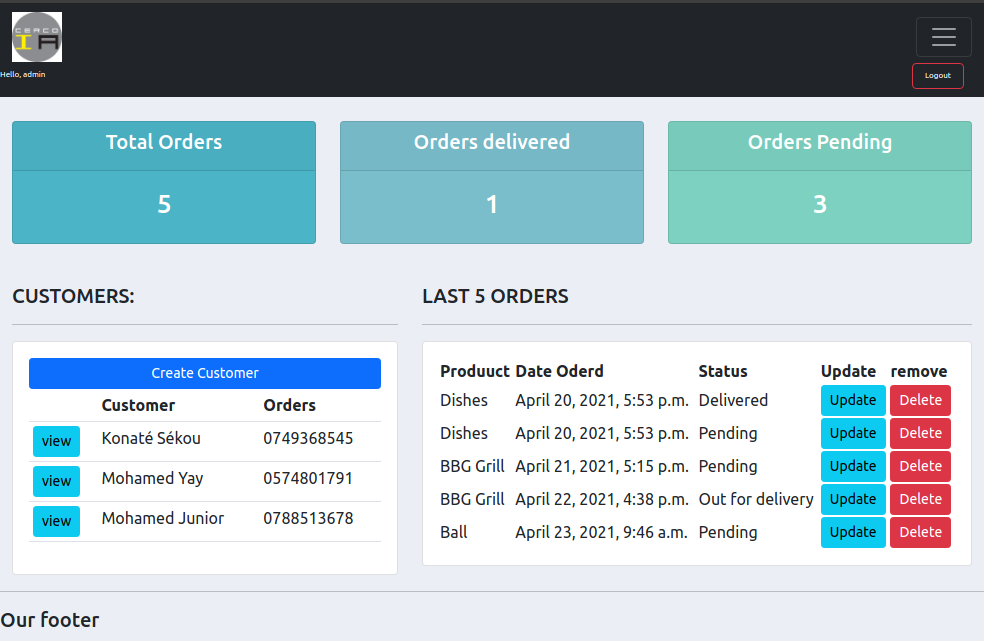 CERCO
IA
Hello, admin
Logout
Total Orders
5
Orders delivered
1
Orders Pending
3
CUSTOMERS:
Create Customer
Customer Orders
view Konaté Sékou 0749368545
view Mohamed Yay 0574801791
view Mohamed Junior 0788513678
LAST 5 ORDERS
Produuct Date Oderd Status Update remove
Dishes April 20, 2021, 5:53 p.m. Delivered Update Delete
Dishes April 20, 2021, 5:53 p.m. Pending Update Delete
BBG Grill April 21, 2021, 5:15 p.m. Pending Update Delete
BBG Grill April 22, 2021, 4:38 p.m. Out for delivery Update Delete
Ball April 23, 2021, 9:46 a.m. Pending Update Delete
Our footer